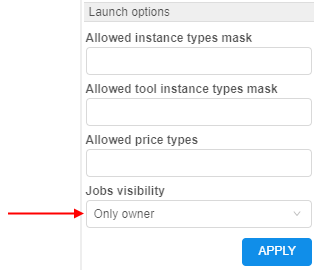 Launch options
Allowed instance types mask
Allowed tool instance types mask
Allowed price types
Jobs visibility
Only owner
APPLY